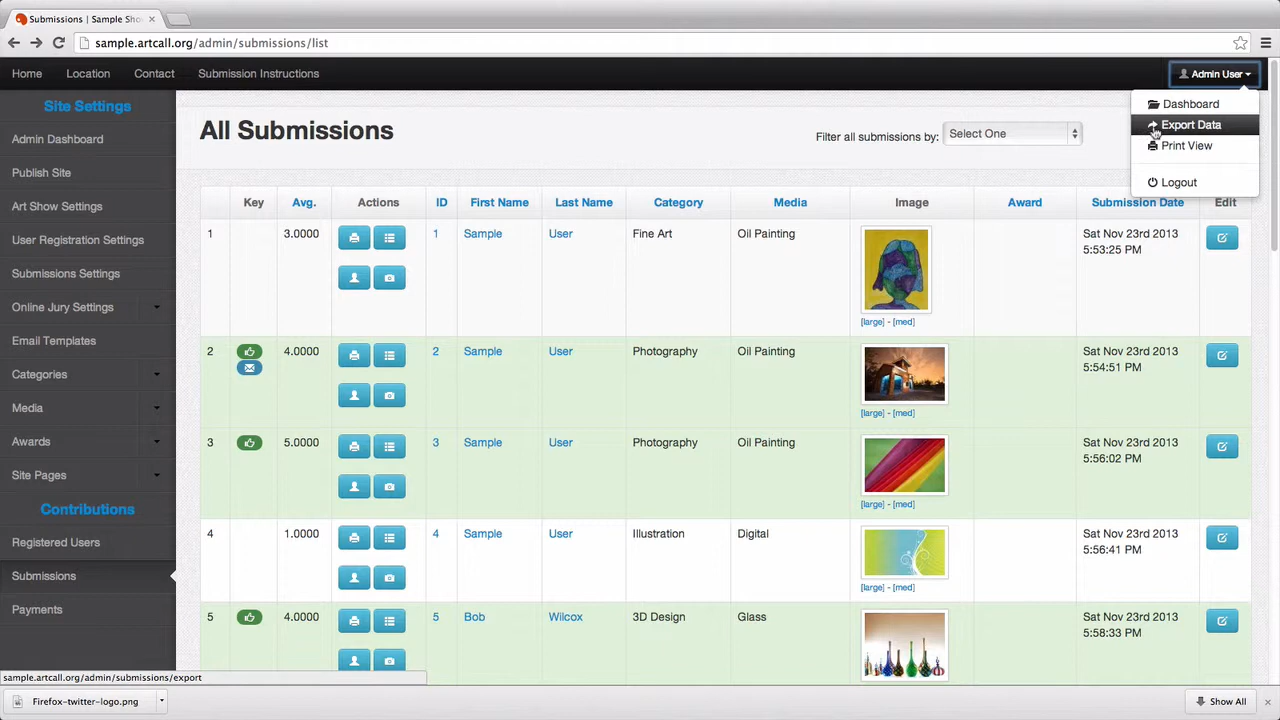 Submissions | Sample Sho
sample.artcall.org/admin/submissions/list
Home Location Contact Submission Instructions Admin User
Dashboard
Export Data
Print View
Logout
Site Settings
Admin Dashboard
Publish Site
Art Show Settings
User Registration Settings
Submissions Settings
Online Jury Settings
Email Templates
Categories
Media
Awards
Site Pages
Contributions
Registered Users
Submissions
Payments
All Submissions
Filter all submissions by: Select One
Key Avg. Actions ID First Name Last Name Category Media Image Award Submission Date Edit
1 3.0000 1 Sample User Fine Art Oil Painting Sat Nov 23rd 2013
5:53:25 PM
[large] - [med]
2 4.0000 2 Sample User Photography Oil Painting Sat Nov 23rd 2013
5:54:51 PM
[large] - [med]
3 5.0000 3 Sample User Photography Oil Painting Sat Nov 23rd 2013
5:56:02 PM
[large] - [med]
4 1.0000 4 Sample User Illustration Digital Sat Nov 23rd 2013
5:56:41 PM
[large] - [med]
5 4.0000 5 Bob Wilcox 3D Design Glass Sat Nov 23rd 2013
5:58:33 PM
sample.artcall.org/admin/submissions/export
Firefox-twitter-logo.png Show All